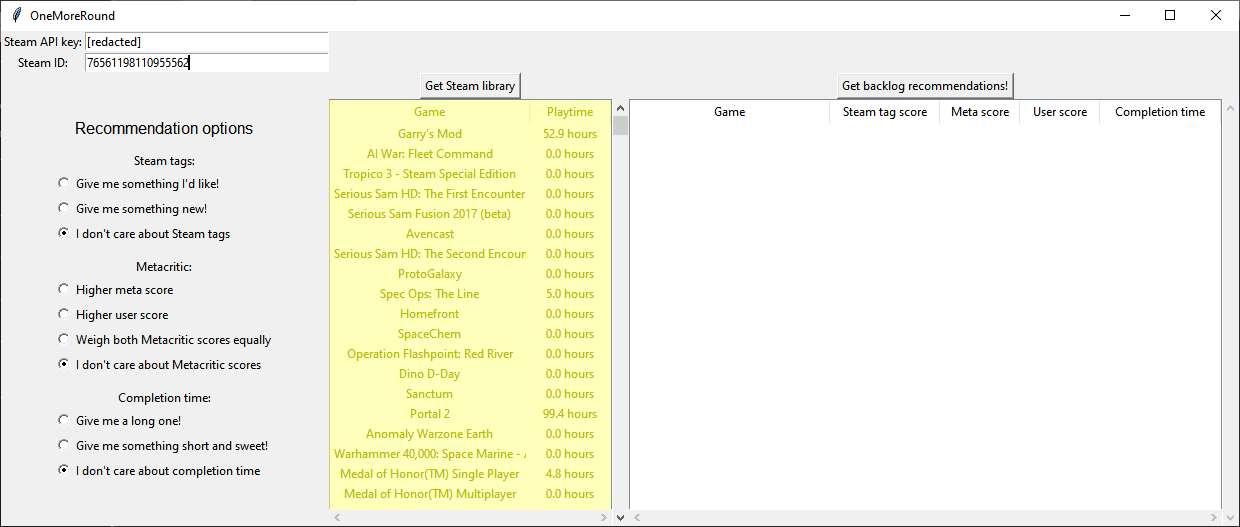 OneMoreRound
Steam API key: [redacted]
Steam ID: 76561198110955562
Get Steam library
Get backlog recommendations!
Recommendation options
Steam tags:
Give me something I'd like!
Give me something new!
I don't care about Steam tags
Metacritic:
Higher meta score
Higher user score
Weigh both Metacritic scores equally
I don't care about Metacritic scores
Completion time:
Give me a long one!
Give me something short and sweet!
I don't care about completion time
Game Playtime
Garry's Mod 52.9 hours
AI War: Fleet Command 0.0 hours
Tropico 3 - Steam Special Edition 0.0 hours
Serious Sam HD: The First Encounter 0.0 hours
Serious Sam Fusion 2017 (beta) 0.0 hours
Avencast 0.0 hours
Serious Sam HD: The Second Encoun 0.0 hours
ProtoGalaxy 0.0 hours
Spec Ops: The Line 5.0 hours
Homefront 0.0 hours
SpaceChem 0.0 hours
Operation Flashpoint: Red River 0.0 hours
Dino D-Day 0.0 hours
Sanctum 0.0 hours
Portal 2 99.4 hours
Anomaly Warzone Earth 0.0 hours
Warhammer 40,000: Space Marine - 0.0 hours
Medal of Honor(TM) Single Player 4.8 hours
Medal of Honor(TM) Multiplayer 0.0 hours
Game Steam tag score Meta score User score Completion time